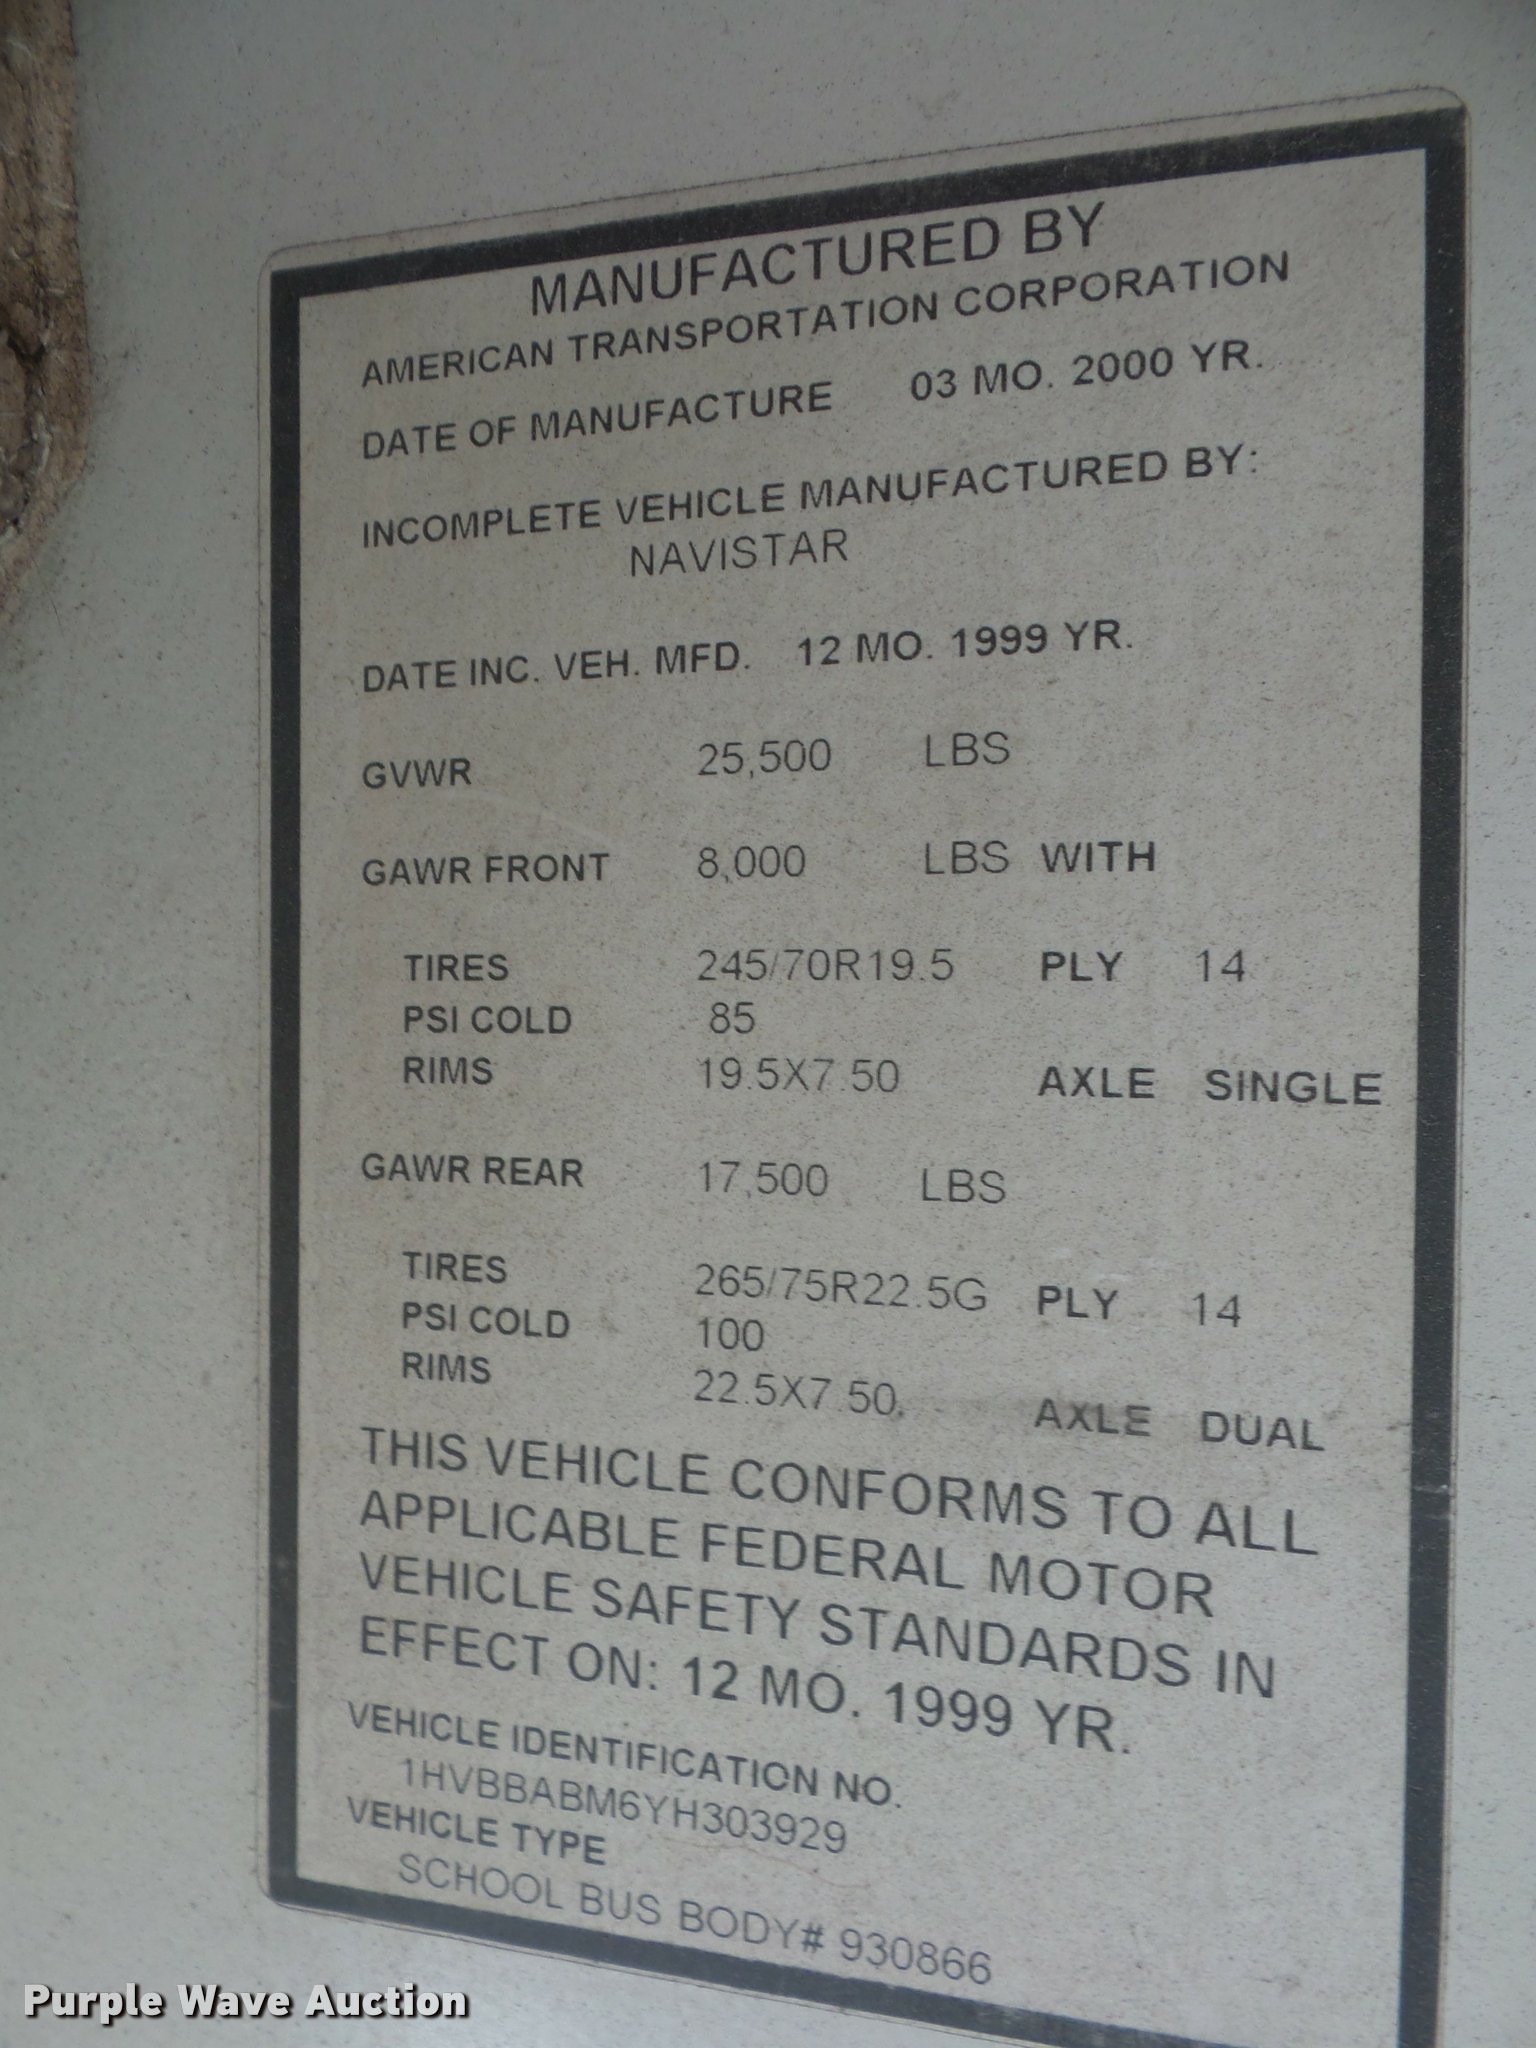 MANUFACTURED BY
AMERICAN TRANSPORTATION CORPORATION
DATE OF MANUFACTURE 03 MO. 2000 YR.
INCOMPLETE VEHICLE MANUFACTURED BY:
NAVISTAR
DATE INC. VEH. MFD. 12 MO. 1999 YR.
GVWR 25,500 LBS
GAWR FRONT 8,000 LBS WITH
TIRES 245/70R19.5 PLY 14
PSI COLD 85
RIMS 19.5X7.50 AXLE SINGLE
GAWR REAR 17,500 LBS
TIRES 265/75R22.5G PLY 14
PSI COLD 100
RIMS 22.5X7.50 AXLE DUAL
THIS VEHICLE CONFORMS TO ALL
APPLICABLE FEDERAL MOTOR
VEHICLE SAFETY STANDARDS IN
EFFECT ON: 12 MO. 1999 YR.
VEHICLE IDENTIFICATION NO.
1HVBBABM6YH303929
VEHICLE TYPE
SCHOOL BUS BODY# 930866
Purple Wave Auction